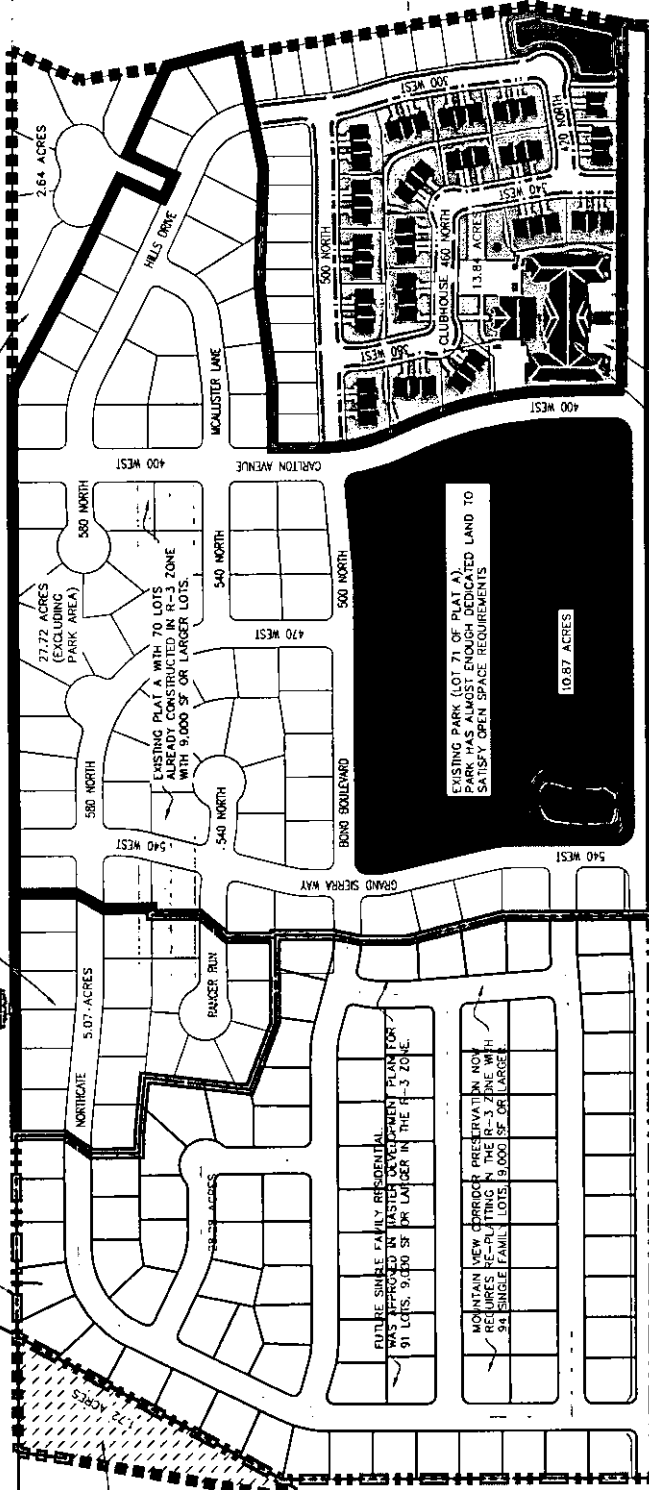 2.64 ACRES
HILLS DRIVE
MCALLISTER LANE
300 WEST
500 NORTH
420 NORTH
340 WEST
460 NORTH
CLUBHOUSE
13.84 ACRES
360 WEST
400 WEST
400 WEST
CARLTON AVENUE
580 NORTH
27.72 ACRES
(EXCLUDING
PARK AREA)
540 NORTH
500 NORTH
470 WEST
EXISTING PLAT A WITH 70 LOTS
ALREADY CONSTRUCTED IN R-3 ZONE
WITH 9,000 SF OR LARGER LOTS.
EXISTING PARK (LOT 71 OF PLAT A).
PARK HAS ALMOST ENOUGH DEDICATED LAND TO
SATISFY OPEN SPACE REQUIREMENTS
10.87 ACRES
580 NORTH
540 NORTH
540 WEST
BONO BOULEVARD
GRAND SIERRA WAY
540 WEST
NORTHGATE
5.07 ACRES
RANGER RUN
ACRES
FUTURE SINGLE FAMILY RESIDENTIAL
WAS APPROVED IN MASTER DEVELOPMENT PLAN FOR
91 LOTS, 9,000 SF OR LARGER IN THE R-3 ZONE.
MOUNTAIN VIEW CORRIDOR PRESERVATION NOW
REQUIRES RE-PLATTING IN THE R-3 ZONE WITH
94 SINGLE FAMILY LOTS, 9,000 SF OR LARGER.
1.72 ACRES